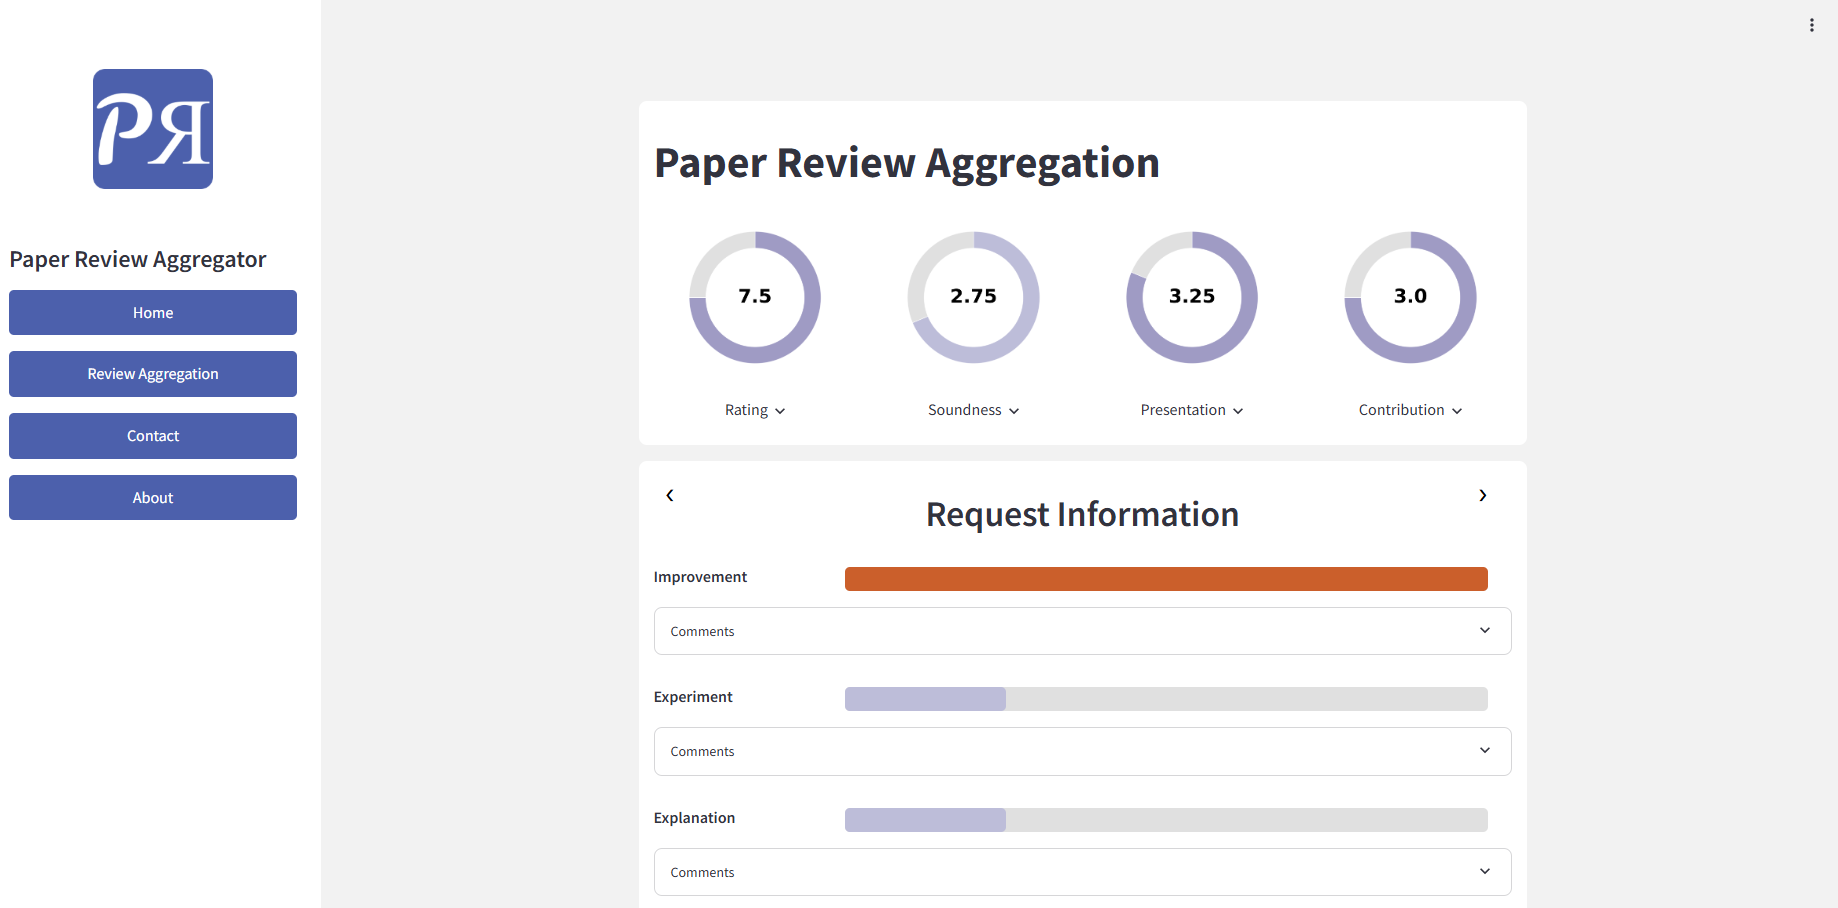 PЯ
Paper Review Aggregator
Home
Review Aggregation
Contact
About
Paper Review Aggregation
7.5 2.75 3.25 3.0
Rating Soundness Presentation Contribution
Request Information
Improvement
Comments
Experiment
Comments
Explanation
Comments